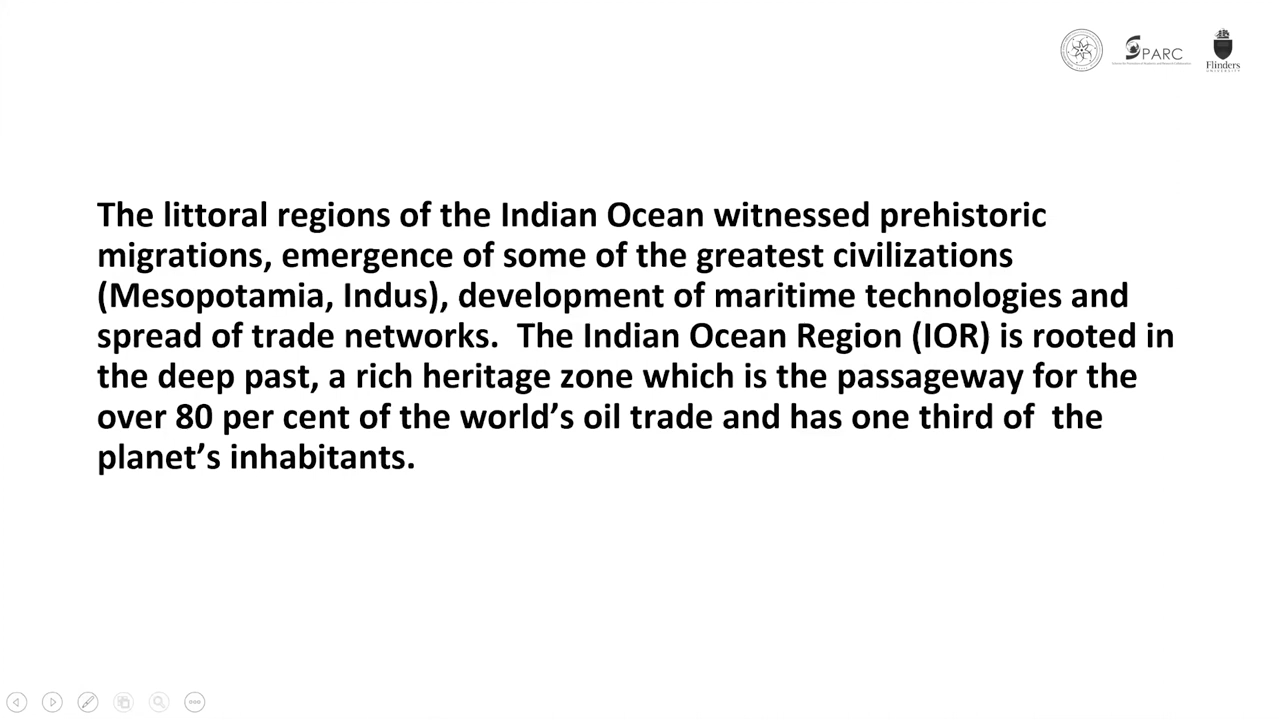 SPARC
Flinders
UNIVERSITY
The littoral regions of the Indian Ocean witnessed prehistoric
migrations, emergence of some of the greatest civilizations
(Mesopotamia, Indus), development of maritime technologies and
spread of trade networks.  The Indian Ocean Region (IOR) is rooted in
the deep past, a rich heritage zone which is the passageway for the
over 80 per cent of the world’s oil trade and has one third of  the
planet’s inhabitants.